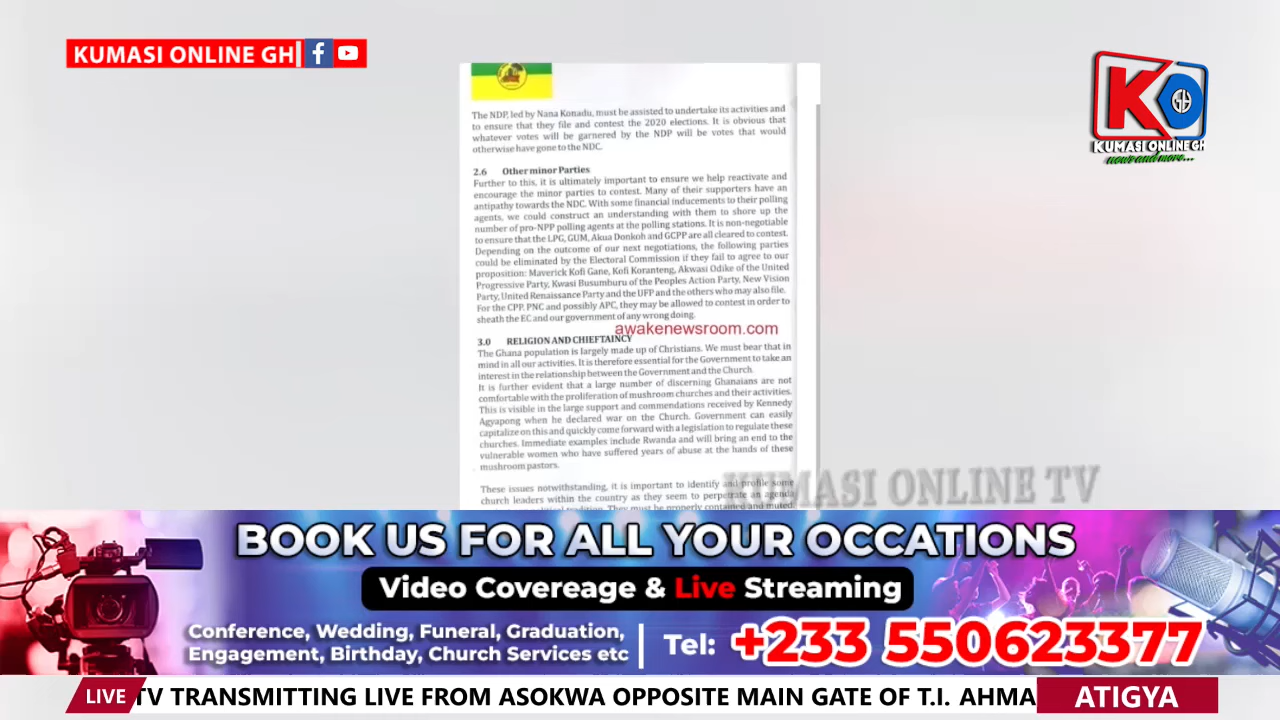 KUMASI ONLINE GH
KO
Gh
KUMASI ONLINE GH
news and more...
The NDP, led by Nana Konadu, must be assisted to undertake its activities and
to ensure that they file and contest the 2020 elections. It is obvious that
whatever votes will be garnered by the NDP will be votes that would
otherwise have gone to the NDC.
2.6 Other minor Parties
Further to this, it is ultimately important to ensure we help reactivate and
encourage the minor parties to contest. Many of their supporters have an
antipathy towards the NDC. With some financial inducements to their polling
agents, we could construct an understanding with them to shore up the
number of pro-NPP polling agents at the polling stations. It is non-negotiable
to ensure that the LPG, GUM, Akua Donkoh and GCPP are all cleared to contest.
Depending on the outcome of our next negotiations, the following parties
could be eliminated by the Electoral Commission if they fail to agree to our
proposition: Maverick Kofi Gane, Kofi Koranteng, Akwasi Odike of the United
Progressive Party, Kwasi Busumburu of the Peoples Action Party, New Vision
Party, United Renaissance Party and the UFP and the others who may also file.
For the CPP, PNC and possibly APC, they may be allowed to contest in order to
sheath the EC and our government of any wrong doing.
awakenewsroom.com
3.0 RELIGION AND CHIEFTAINCY
The Ghana population is largely made up of Christians. We must bear that in
mind in all our activities. It is therefore essential for the Government to take an
interest in the relationship between the Government and the Church.
It is further evident that a large number of discerning Ghanaians are not
comfortable with the proliferation of mushroom churches and their activities.
This is visible in the large support and commendations received by Kennedy
Agyapong when he declared war on the Church. Government can easily
capitalize on this and quickly come forward with a legislation to regulate these
churches. Immediate examples include Rwanda and will bring an end to the
vulnerable women who have suffered years of abuse at the hands of these
mushroom pastors.
These issues notwithstanding, it is important to identify and profile some
church leaders within the country as they seem to perpetrate an agenda
tradition. They must be properly contained and muted.
KUMASI ONLINE TV
BOOK US FOR ALL YOUR OCCATIONS
Video Covereage & Live Streaming
Conference, Wedding, Funeral, Graduation,
Engagement, Birthday, Church Services etc
Tel: +233 550623377
LIVE TV TRANSMITTING LIVE FROM ASOKWA OPPOSITE MAIN GATE OF T.I. AHMA
ATIGYA